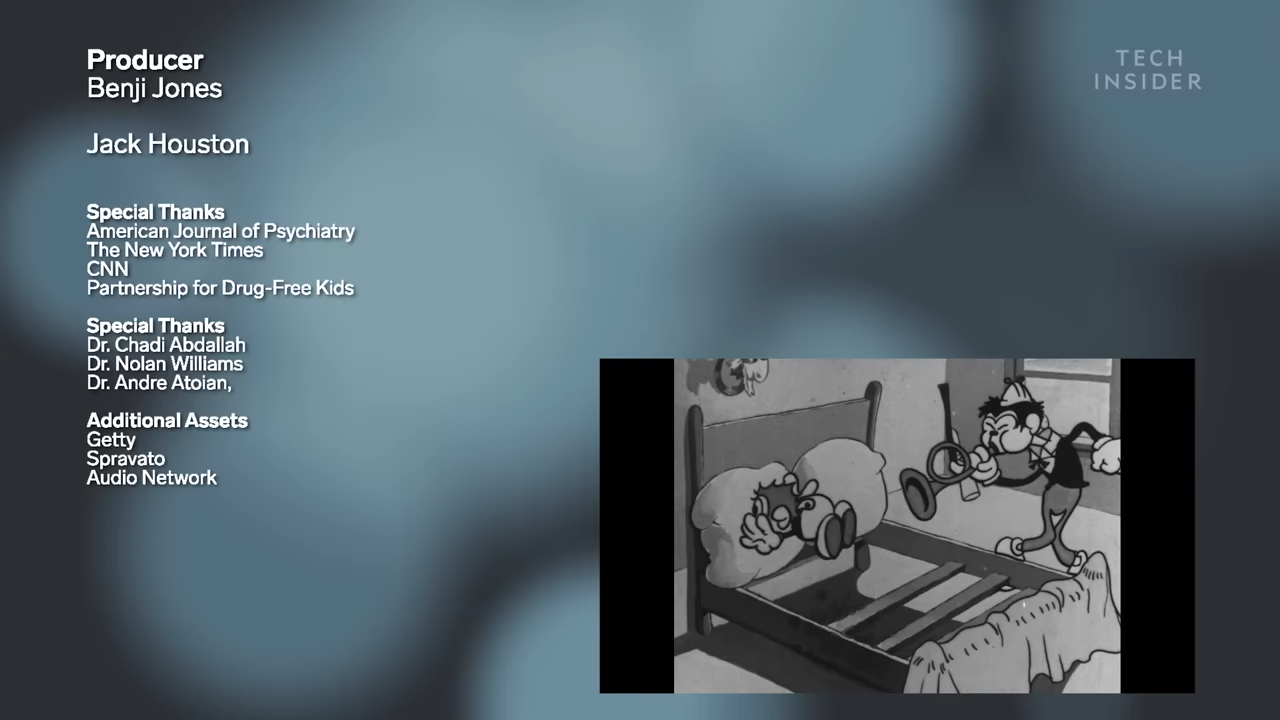 Producer
Benji Jones
Jack Houston
Special Thanks
American Journal of Psychiatry
The New York Times
CNN
Partnership for Drug-Free Kids
Special Thanks
Dr. Chadi Abdallah
Dr. Nolan Williams
Dr. Andre Atoian,
Additional Assets
Getty
Spravato
Audio Network
TECH
INSIDER